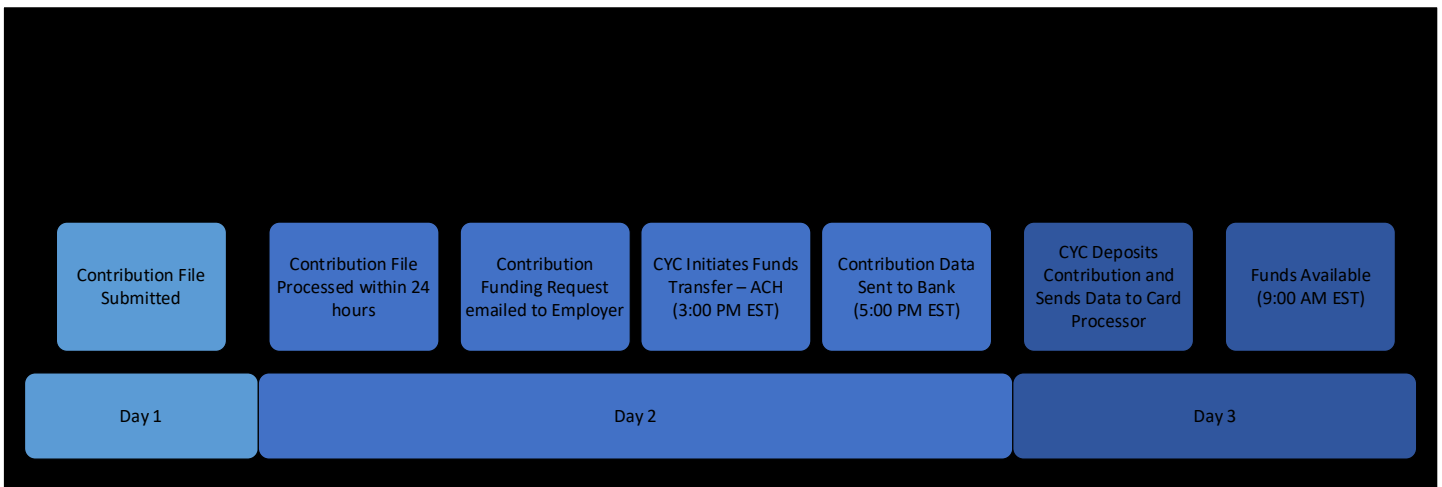 Contribution File
Submitted
Contribution File
Processed within 24
hours
Contribution
Funding Request
emailed to Employer
CYC Initiates Funds
Transfer – ACH
(3:00 PM EST)
Contribution Data
Sent to Bank
(5:00 PM EST)
CYC Deposits
Contribution and
Sends Data to Card
Processor
Funds Available
(9:00 AM EST)
Day 1
Day 2
Day 3